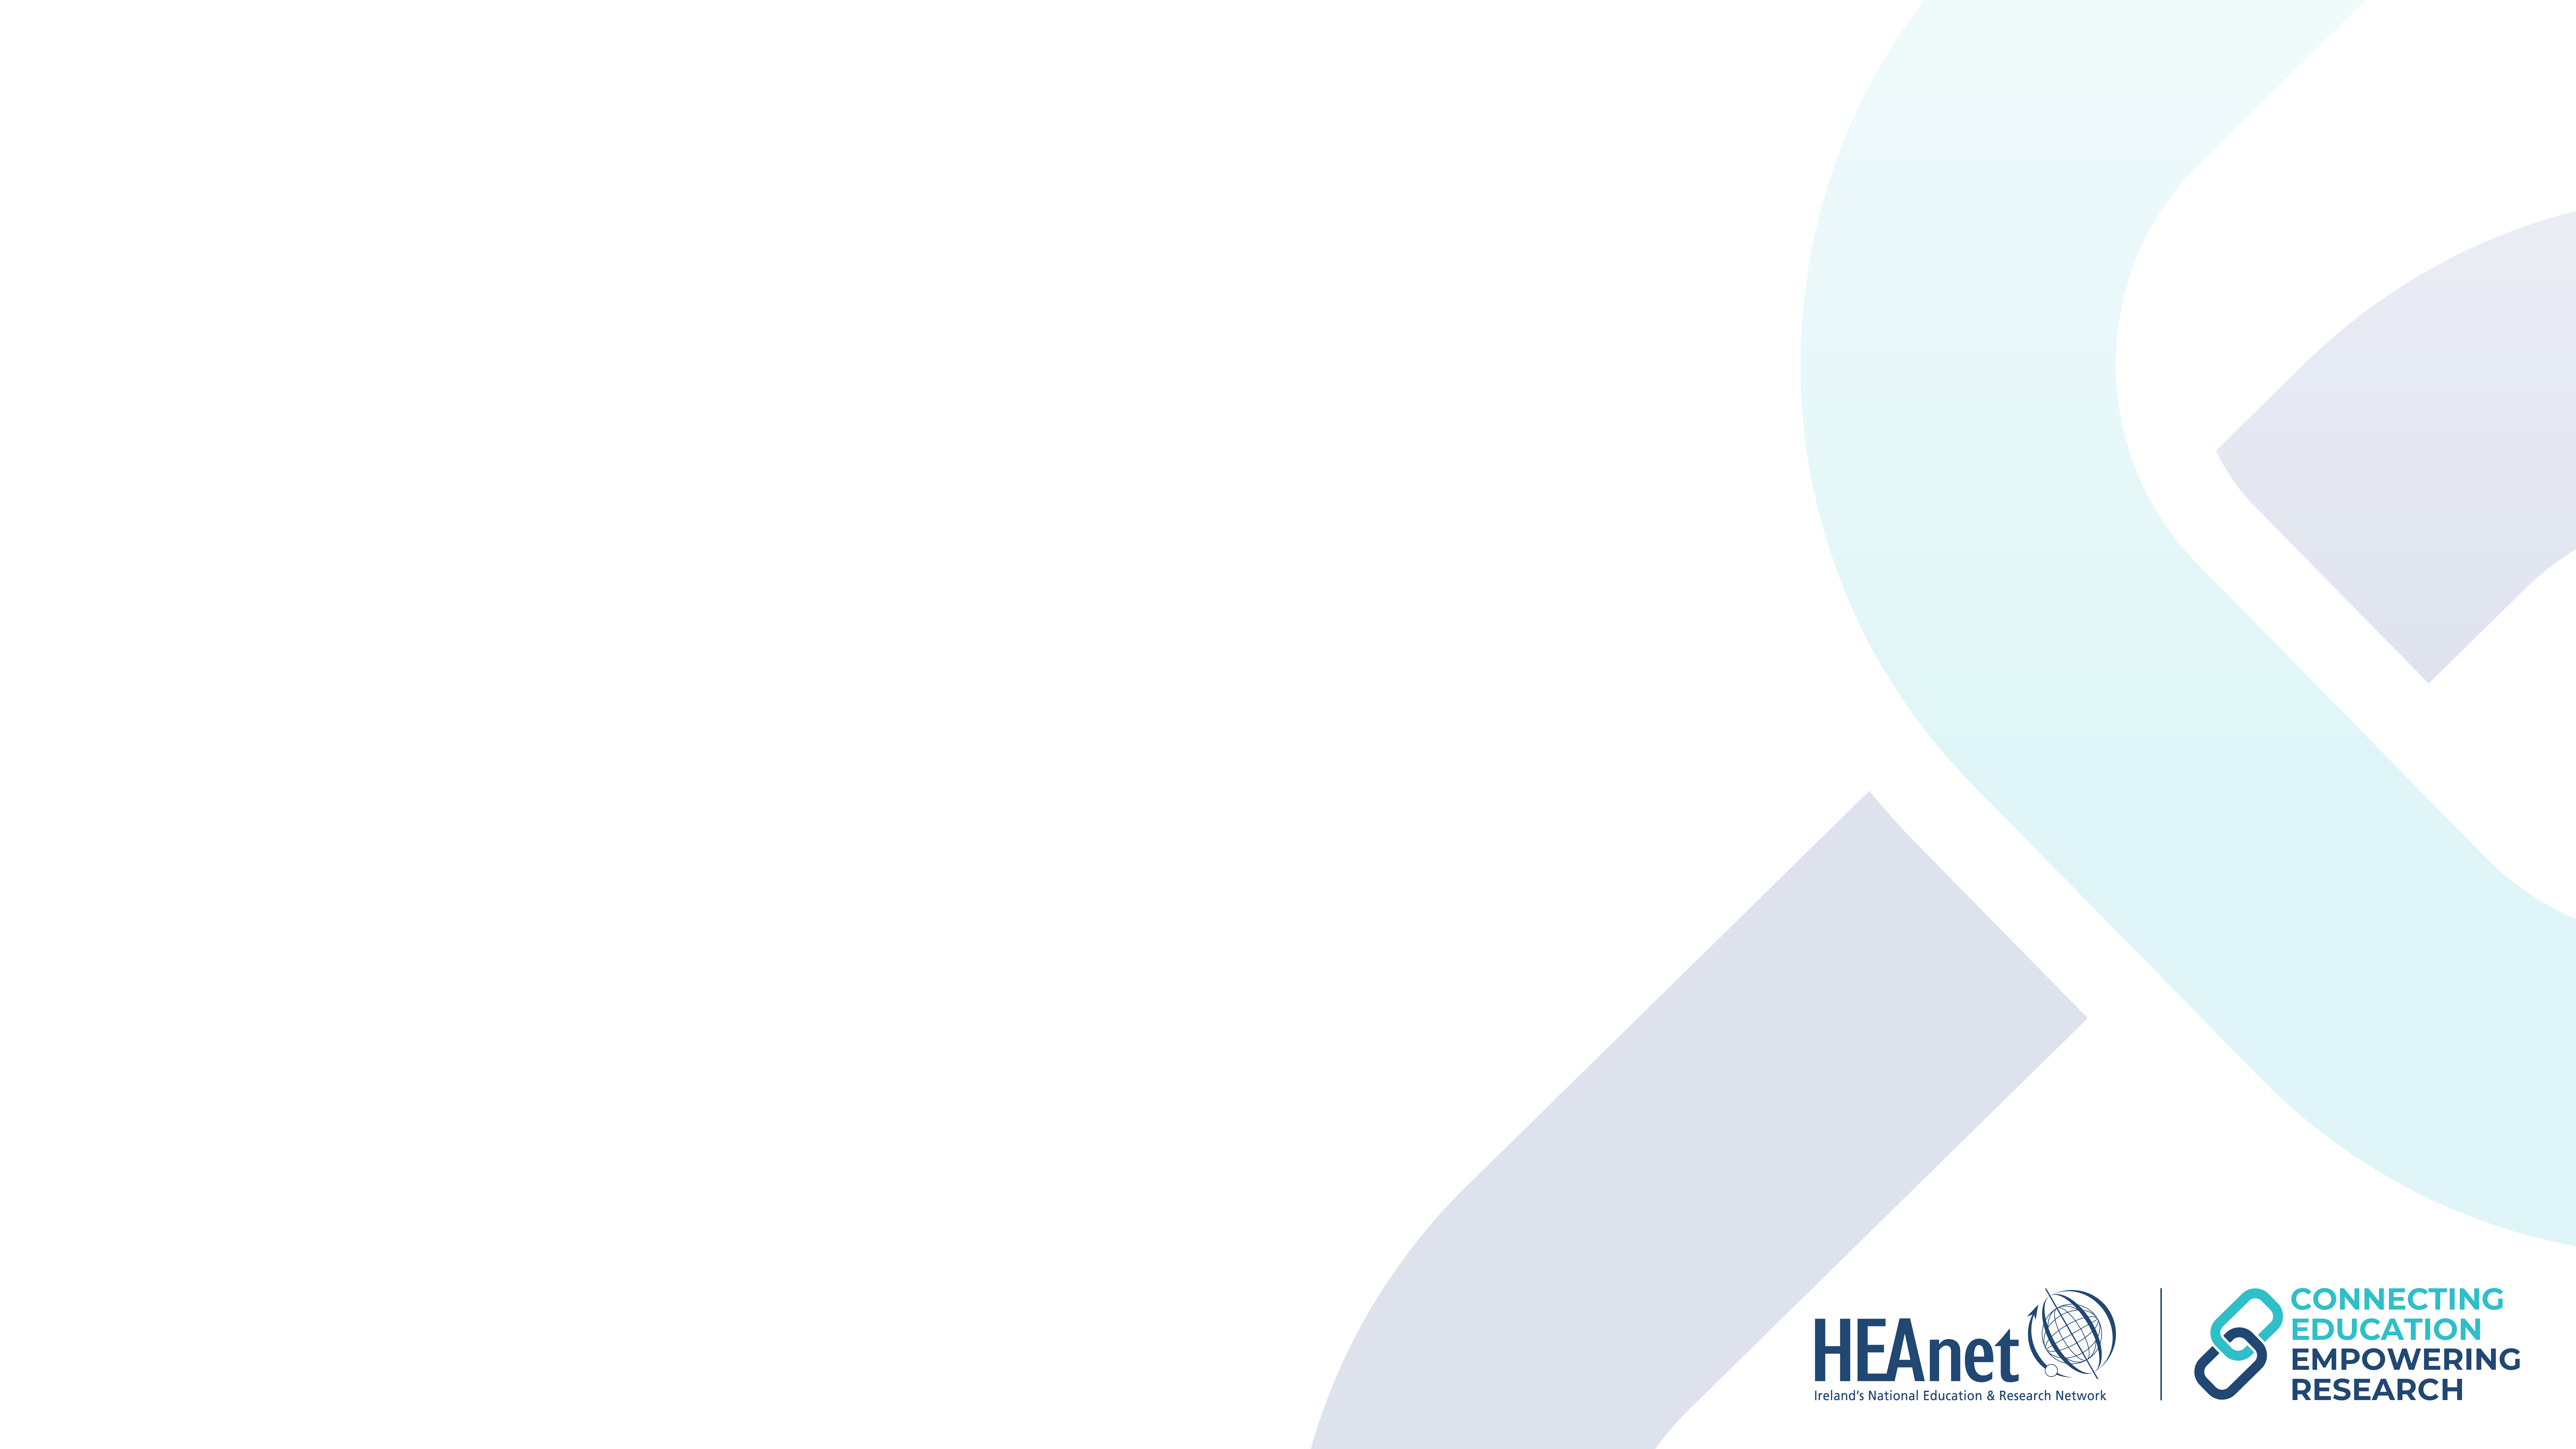 HEAnet
Ireland's National Education & Research Network
CONNECTING
EDUCATION
EMPOWERING
RESEARCH